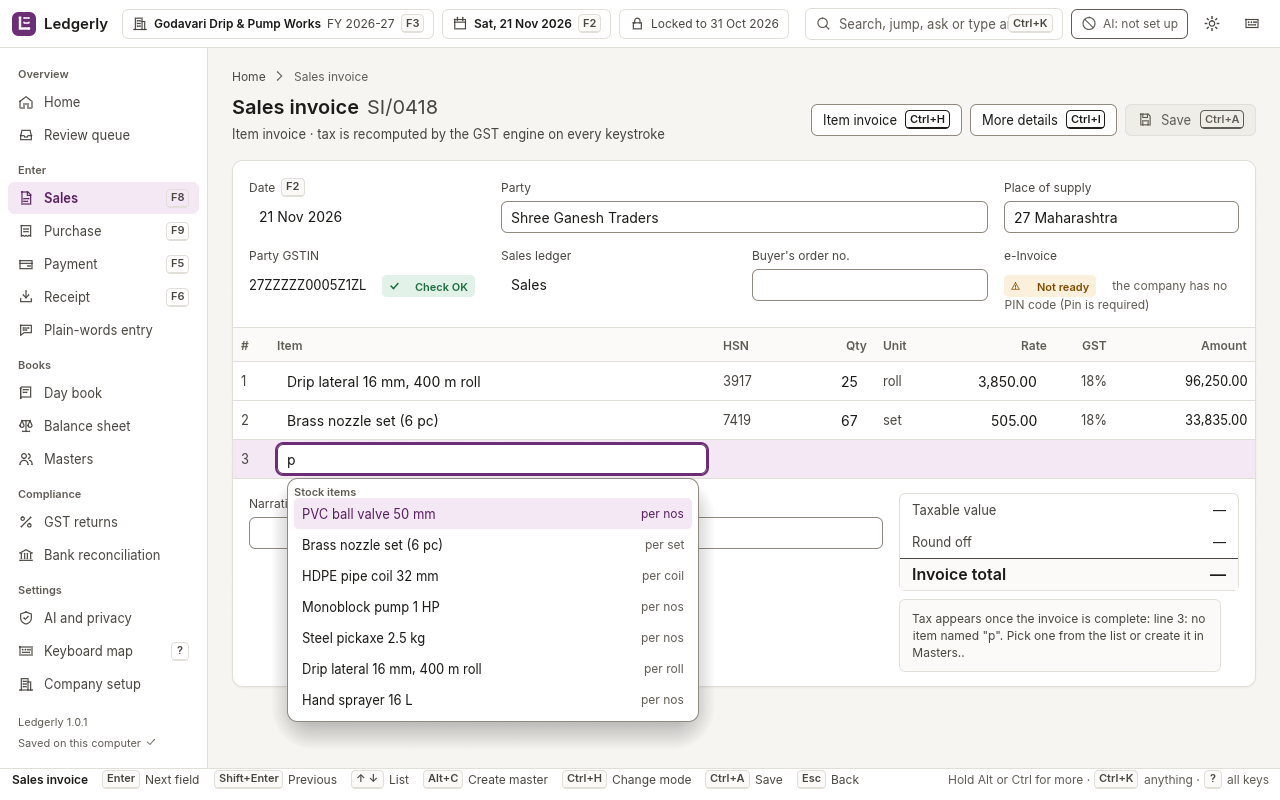 Ledgerly
Godavari Drip & Pump Works FY 2026-27 F3
Sat, 21 Nov 2026 F2
Locked to 31 Oct 2026
Search, jump, ask or type a Ctrl+K
AI: not set up
Overview
Home
Review queue
Enter
Sales F8
Purchase F9
Payment F5
Receipt F6
Plain-words entry
Books
Day book
Balance sheet
Masters
Compliance
GST returns
Bank reconciliation
Settings
AI and privacy
Keyboard map ?
Company setup
Ledgerly 1.0.1
Saved on this computer
Home Sales invoice
Sales invoice SI/0418
Item invoice · tax is recomputed by the GST engine on every keystroke
Item invoice Ctrl+H
More details Ctrl+I
Save Ctrl+A
Date F2
21 Nov 2026
Party
Shree Ganesh Traders
Place of supply
27 Maharashtra
Party GSTIN
27ZZZZZ0005Z1ZL Check OK
Sales ledger
Sales
Buyer's order no.
e-Invoice
Not ready the company has no
PIN code (Pin is required)
# Item HSN Qty Unit Rate GST Amount
1 Drip lateral 16 mm, 400 m roll 3917 25 roll 3,850.00 18% 96,250.00
2 Brass nozzle set (6 pc) 7419 67 set 505.00 18% 33,835.00
3 p
Stock items
PVC ball valve 50 mm per nos
Brass nozzle set (6 pc) per set
HDPE pipe coil 32 mm per coil
Monoblock pump 1 HP per nos
Steel pickaxe 2.5 kg per nos
Drip lateral 16 mm, 400 m roll per roll
Hand sprayer 16 L per nos
Taxable value —
Round off —
Invoice total —
Tax appears once the invoice is complete: line 3: no
item named "p". Pick one from the list or create it in
Masters..
Sales invoice Enter Next field Shift+Enter Previous ↑ ↓ List Alt+C Create master Ctrl+H Change mode Ctrl+A Save Esc Back Hold Alt or Ctrl for more · Ctrl+K anything · ? all keys